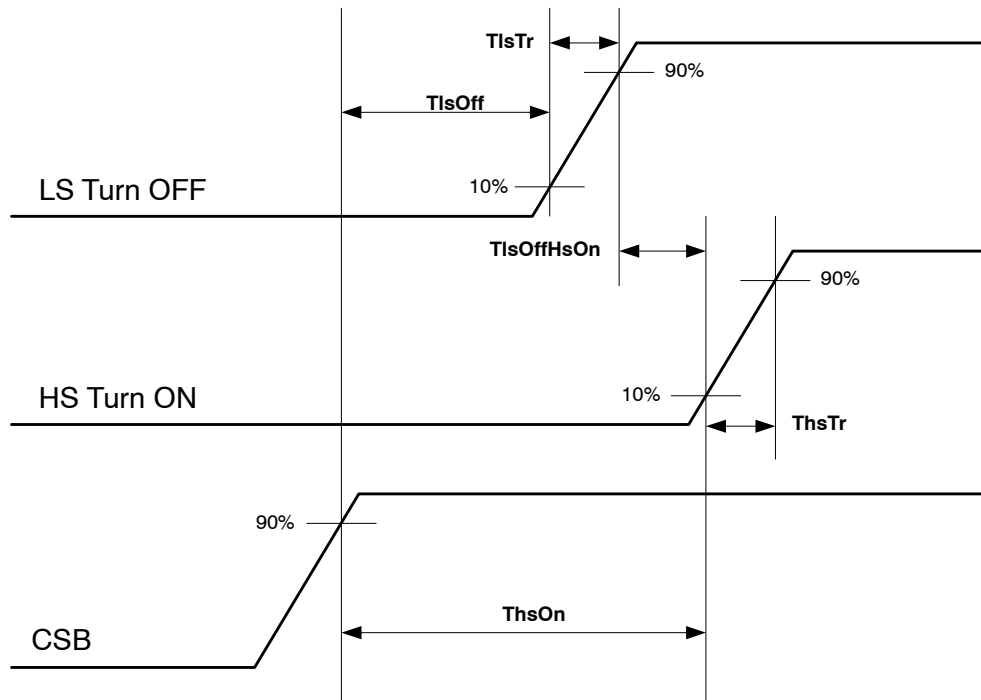 TlsTr
90%
TlsOff
10%
LS Turn OFF
TlsOffHsOn
90%
10%
HS Turn ON
ThsTr
90%
ThsOn
CSB